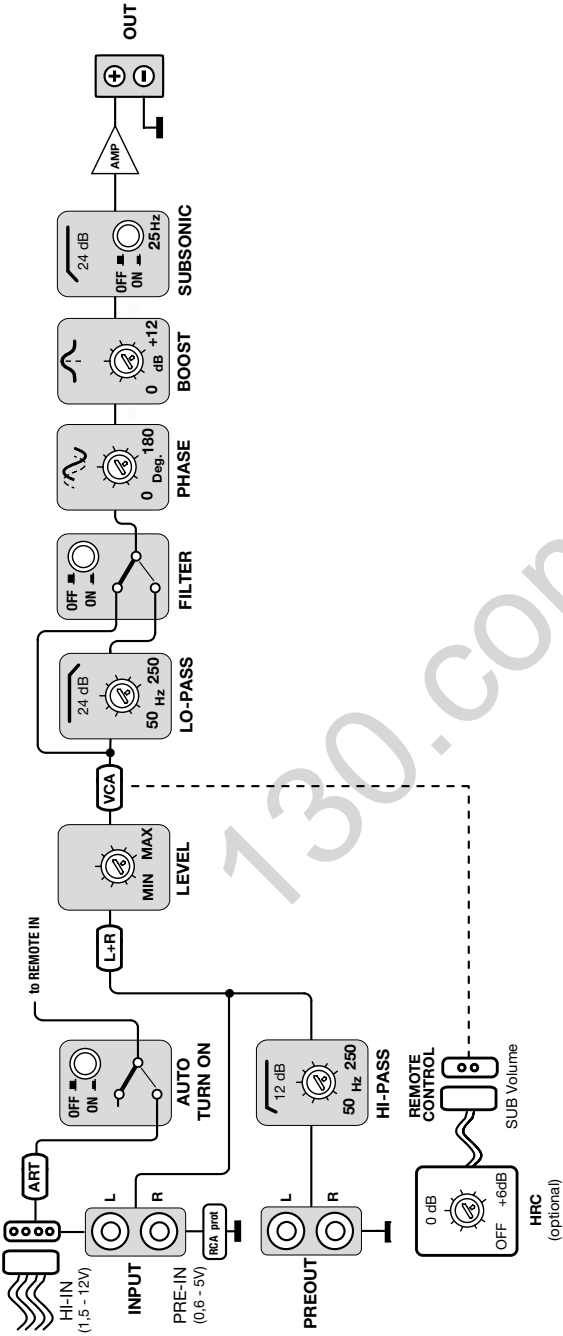 HI-IN
(1,5 - 12V)
ART
INPUT
L
R
PRE-IN
(0,6 - 5V)
RCA prot
OFF
ON
AUTO
TURN ON
to REMOTE IN
PREOUT
L
R
12 dB
50 Hz 250
HI-PASS
L+R
MIN MAX
LEVEL
VCA
24 dB
50 Hz 250
LO-PASS
OFF
ON
FILTER
0 Deg. 180
PHASE
0 dB +12
BOOST
24 dB
OFF
ON
25Hz
SUBSONIC
AMP
+
−
OUT
0 dB
OFF +6dB
HRC
(optional)
REMOTE
CONTROL
SUB Volume
130.com